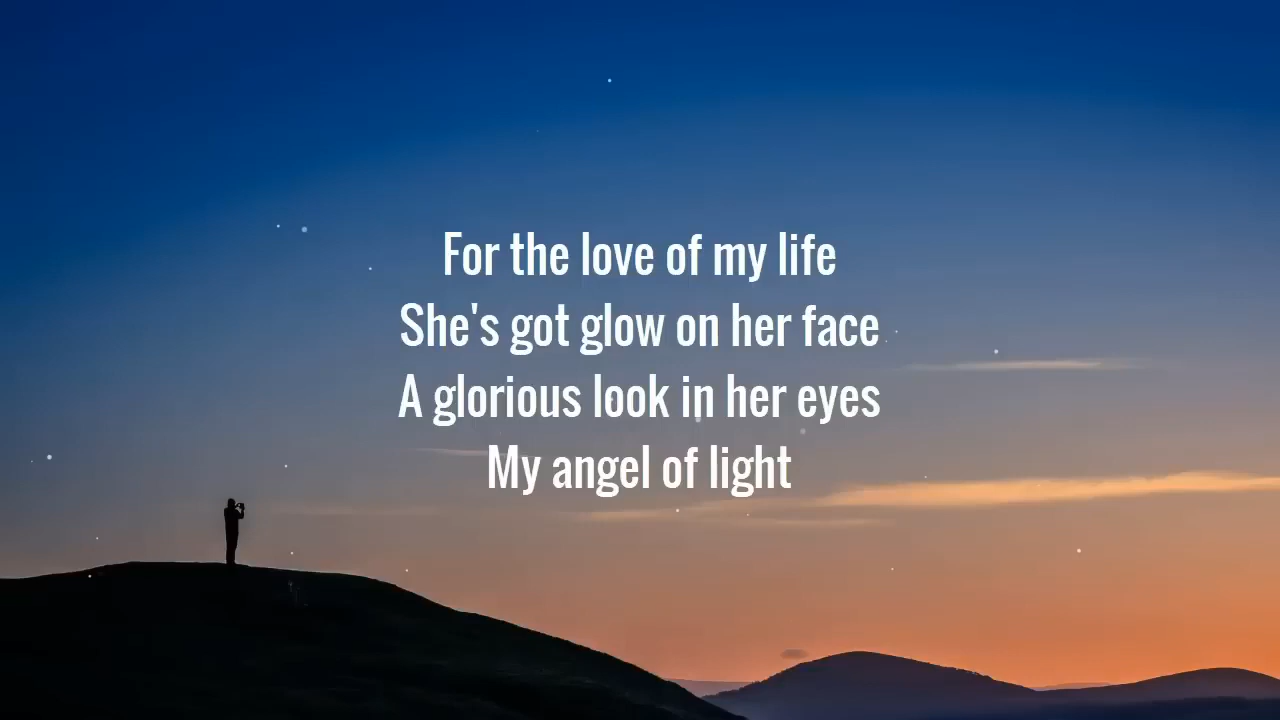 For the love of my life
She's got glow on her face
A glorious look in her eyes
My angel of light